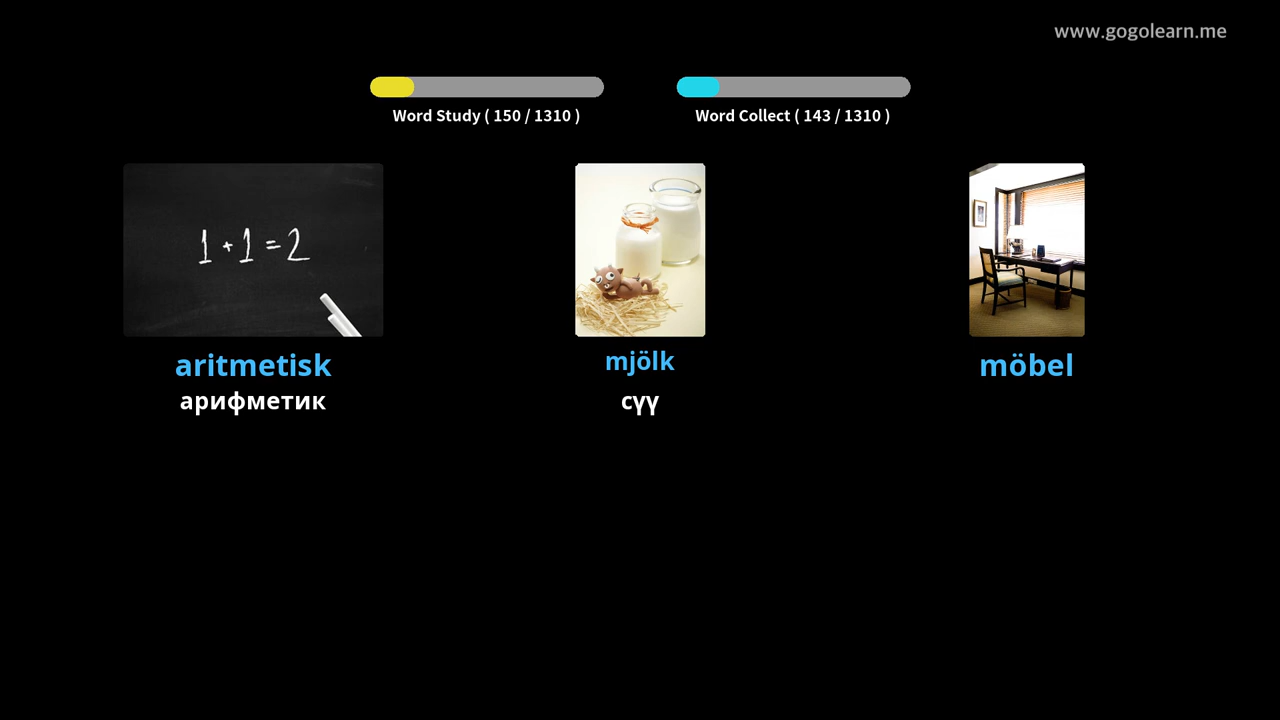 www.gogolearn.me
Word Study ( 150 / 1310 )
Word Collect ( 143 / 1310 )
1 + 1 = 2
aritmetisk
арифметик
mjölk
сүү
möbel